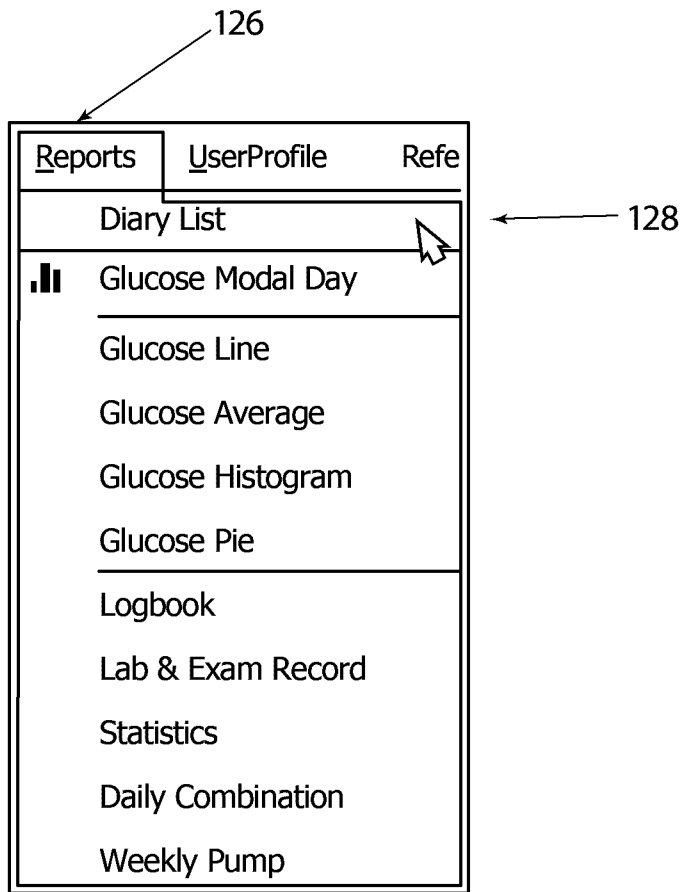 126
Reports UserProfile Refe
Diary List
128
Glucose Modal Day
Glucose Line
Glucose Average
Glucose Histogram
Glucose Pie
Logbook
Lab & Exam Record
Statistics
Daily Combination
Weekly Pump